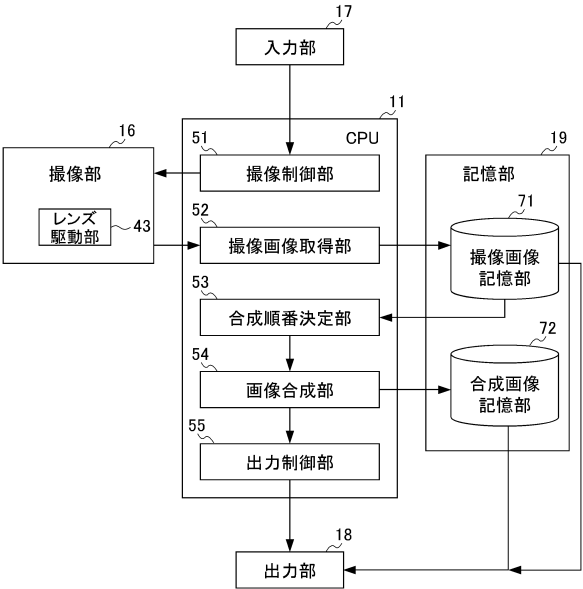 17
入力部
11
CPU
16
撮像部
レンズ
駆動部
43
51
撮像制御部
52
撮像画像取得部
53
合成順番決定部
54
画像合成部
55
出力制御部
19
記憶部
71
撮像画像
記憶部
72
合成画像
記憶部
18
出力部